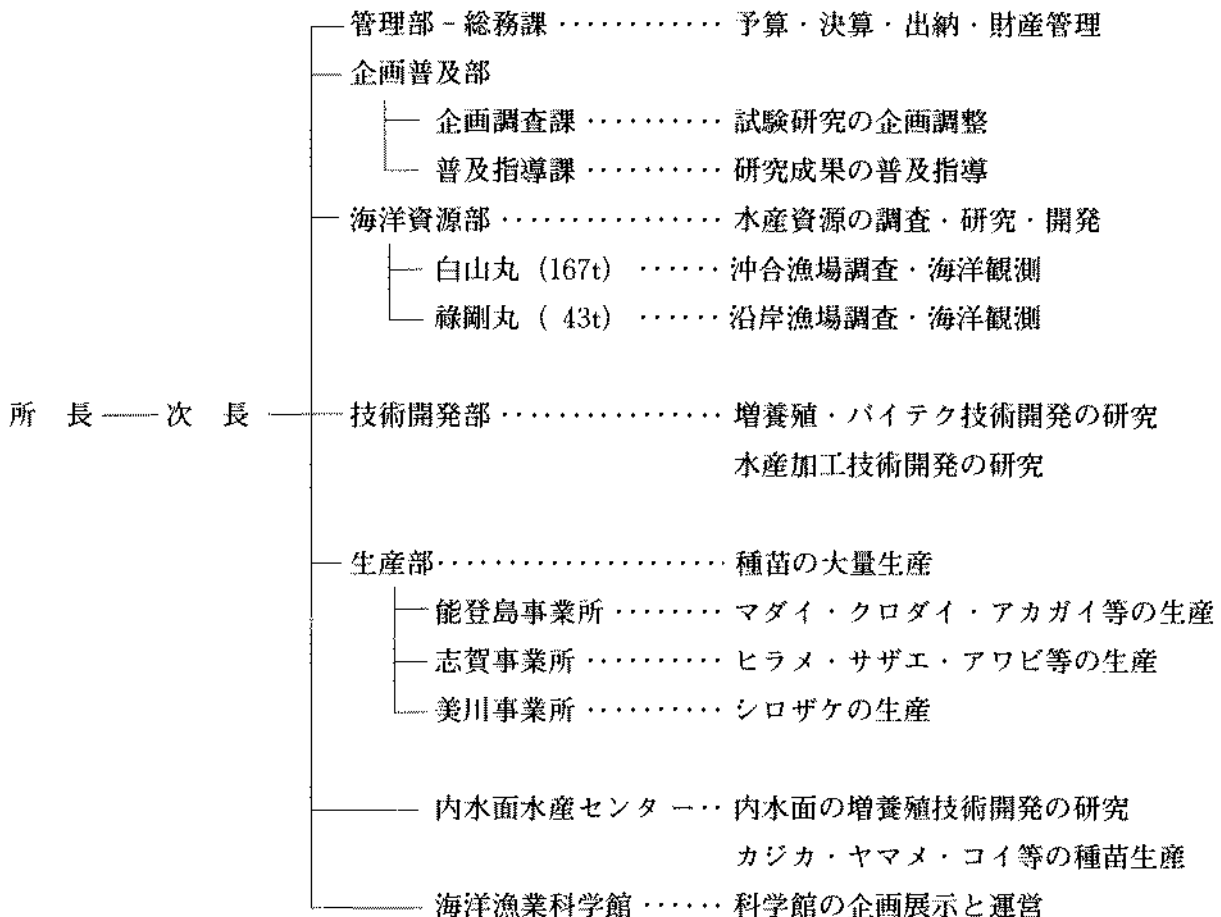 管理部－総務課 ………… 予算・決算・出納・財産管理
企画普及部
企画調査課 ………… 試験研究の企画調整
普及指導課 ………… 研究成果の普及指導
海洋資源部 …………… 水産資源の調査・研究・開発
白山丸 (167t) …… 沖合漁場調査・海洋観測
禄剛丸 ( 43t) …… 沿岸漁場調査・海洋観測
所 長 ― 次 長 ― 技術開発部 …………… 増養殖・バイテク技術開発の研究
水産加工技術開発の研究
生産部 ………………… 種苗の大量生産
能登島事業所 ……… マダイ・クロダイ・アカガイ等の生産
志賀事業所 ………… ヒラメ・サザエ・アワビ等の生産
美川事業所 ………… シロザケの生産
内水面水産センター ‥ 内水面の増養殖技術開発の研究
カジカ・ヤマメ・コイ等の種苗生産
海洋漁業科学館 …… 科学館の企画展示と運営